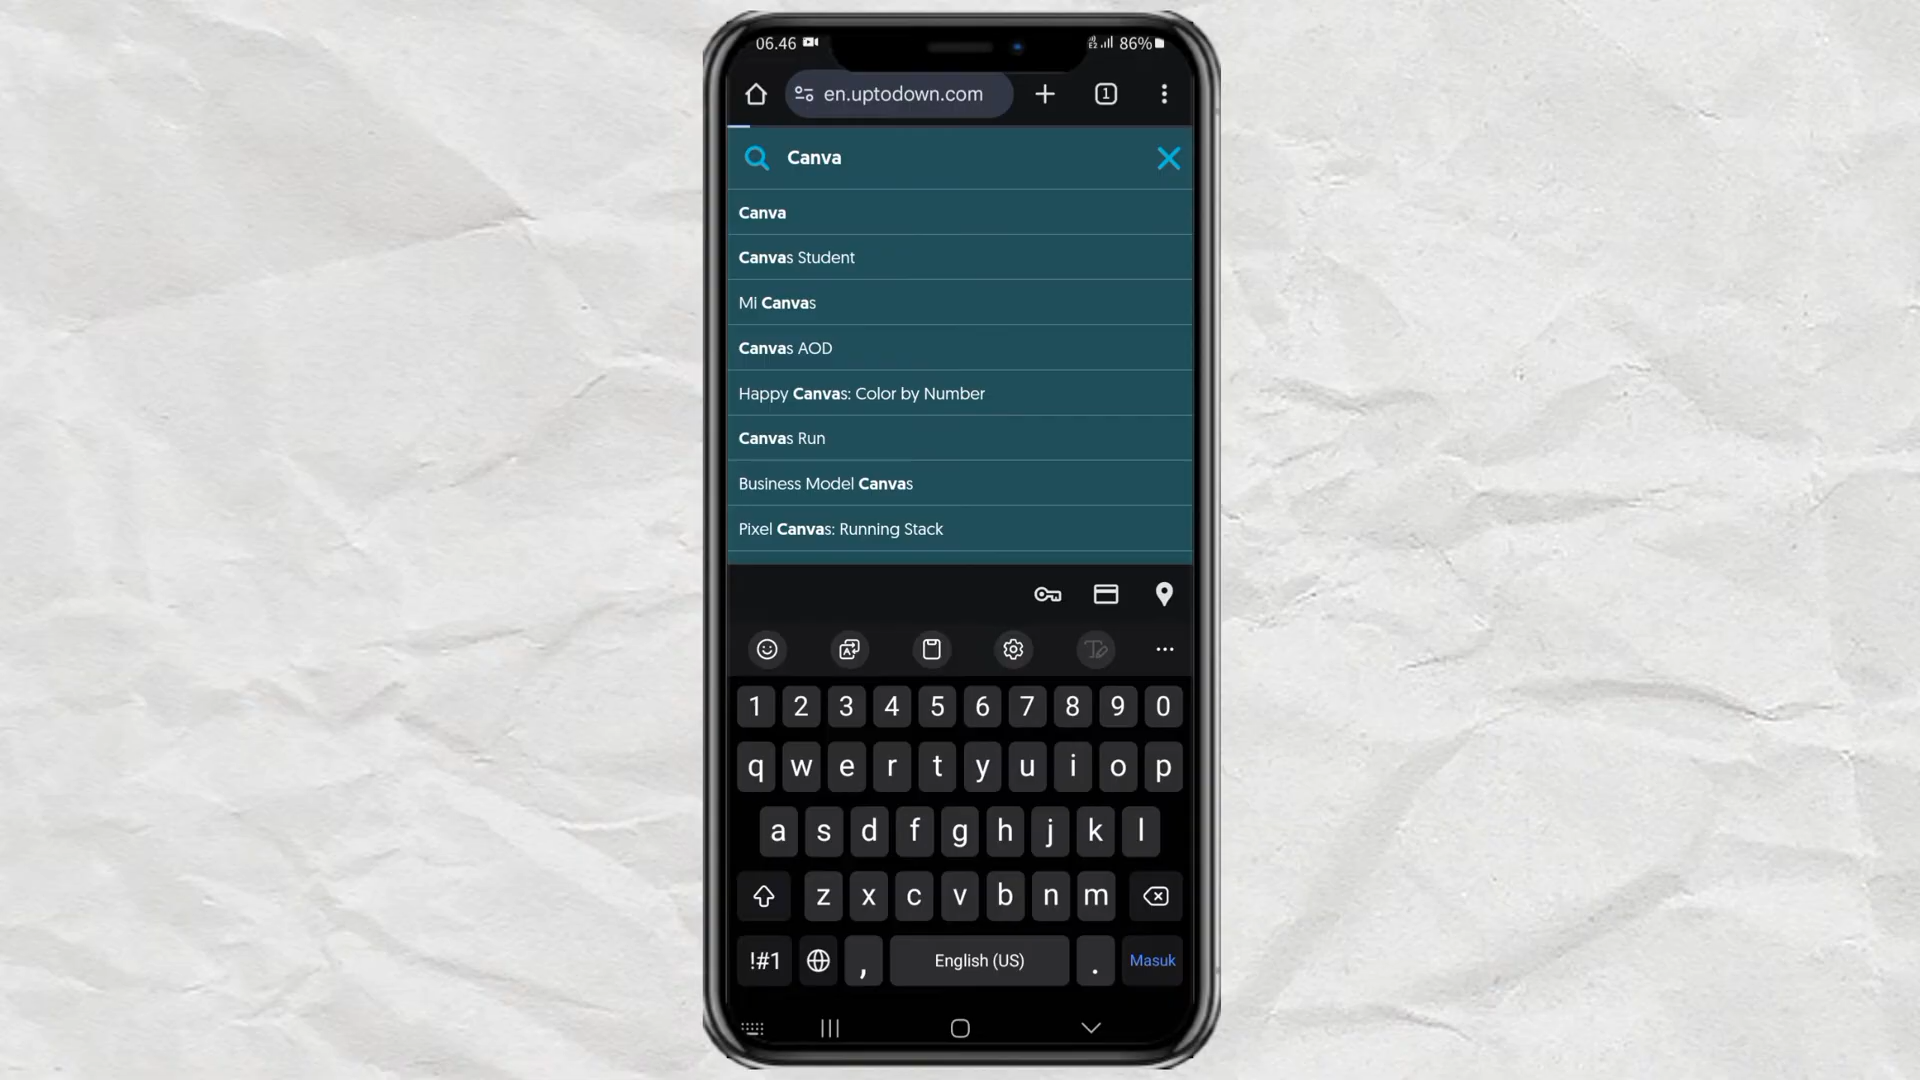 06.46 86%
en.uptodown.com 1
Canva
Canva
Canvas Student
Mi Canvas
Canvas AOD
Happy Canvas: Color by Number
Canvas Run
Business Model Canvas
Pixel Canvas: Running Stack
1 2 3 4 5 6 7 8 9 0
q w e r t y u i o p
a s d f g h j k l
z x c v b n m
!#1 , English (US) . Masuk